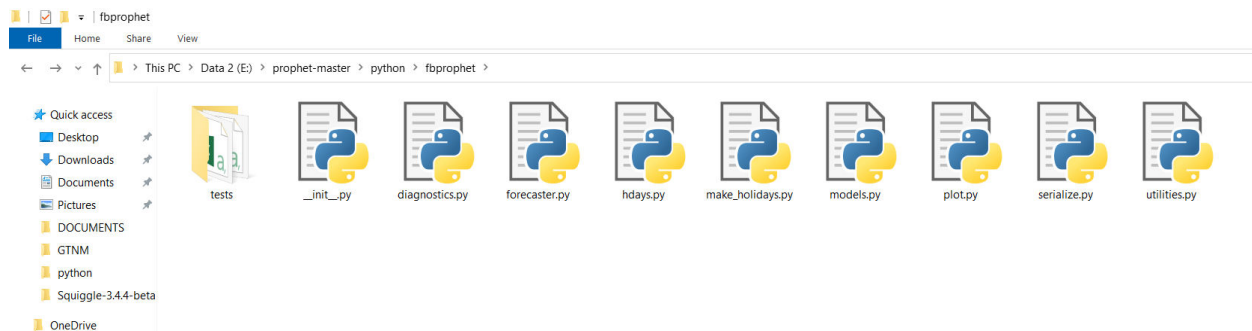 fbprophet
File Home Share View
This PC > Data 2 (E:) > prophet-master > python > fbprophet >
Quick access
Desktop
Downloads
Documents
Pictures
DOCUMENTS
GTNM
python
Squiggle-3.4.4-beta
OneDrive
a a,
tests __init__.py diagnostics.py forecaster.py hdays.py make_holidays.py models.py plot.py serialize.py utilities.py